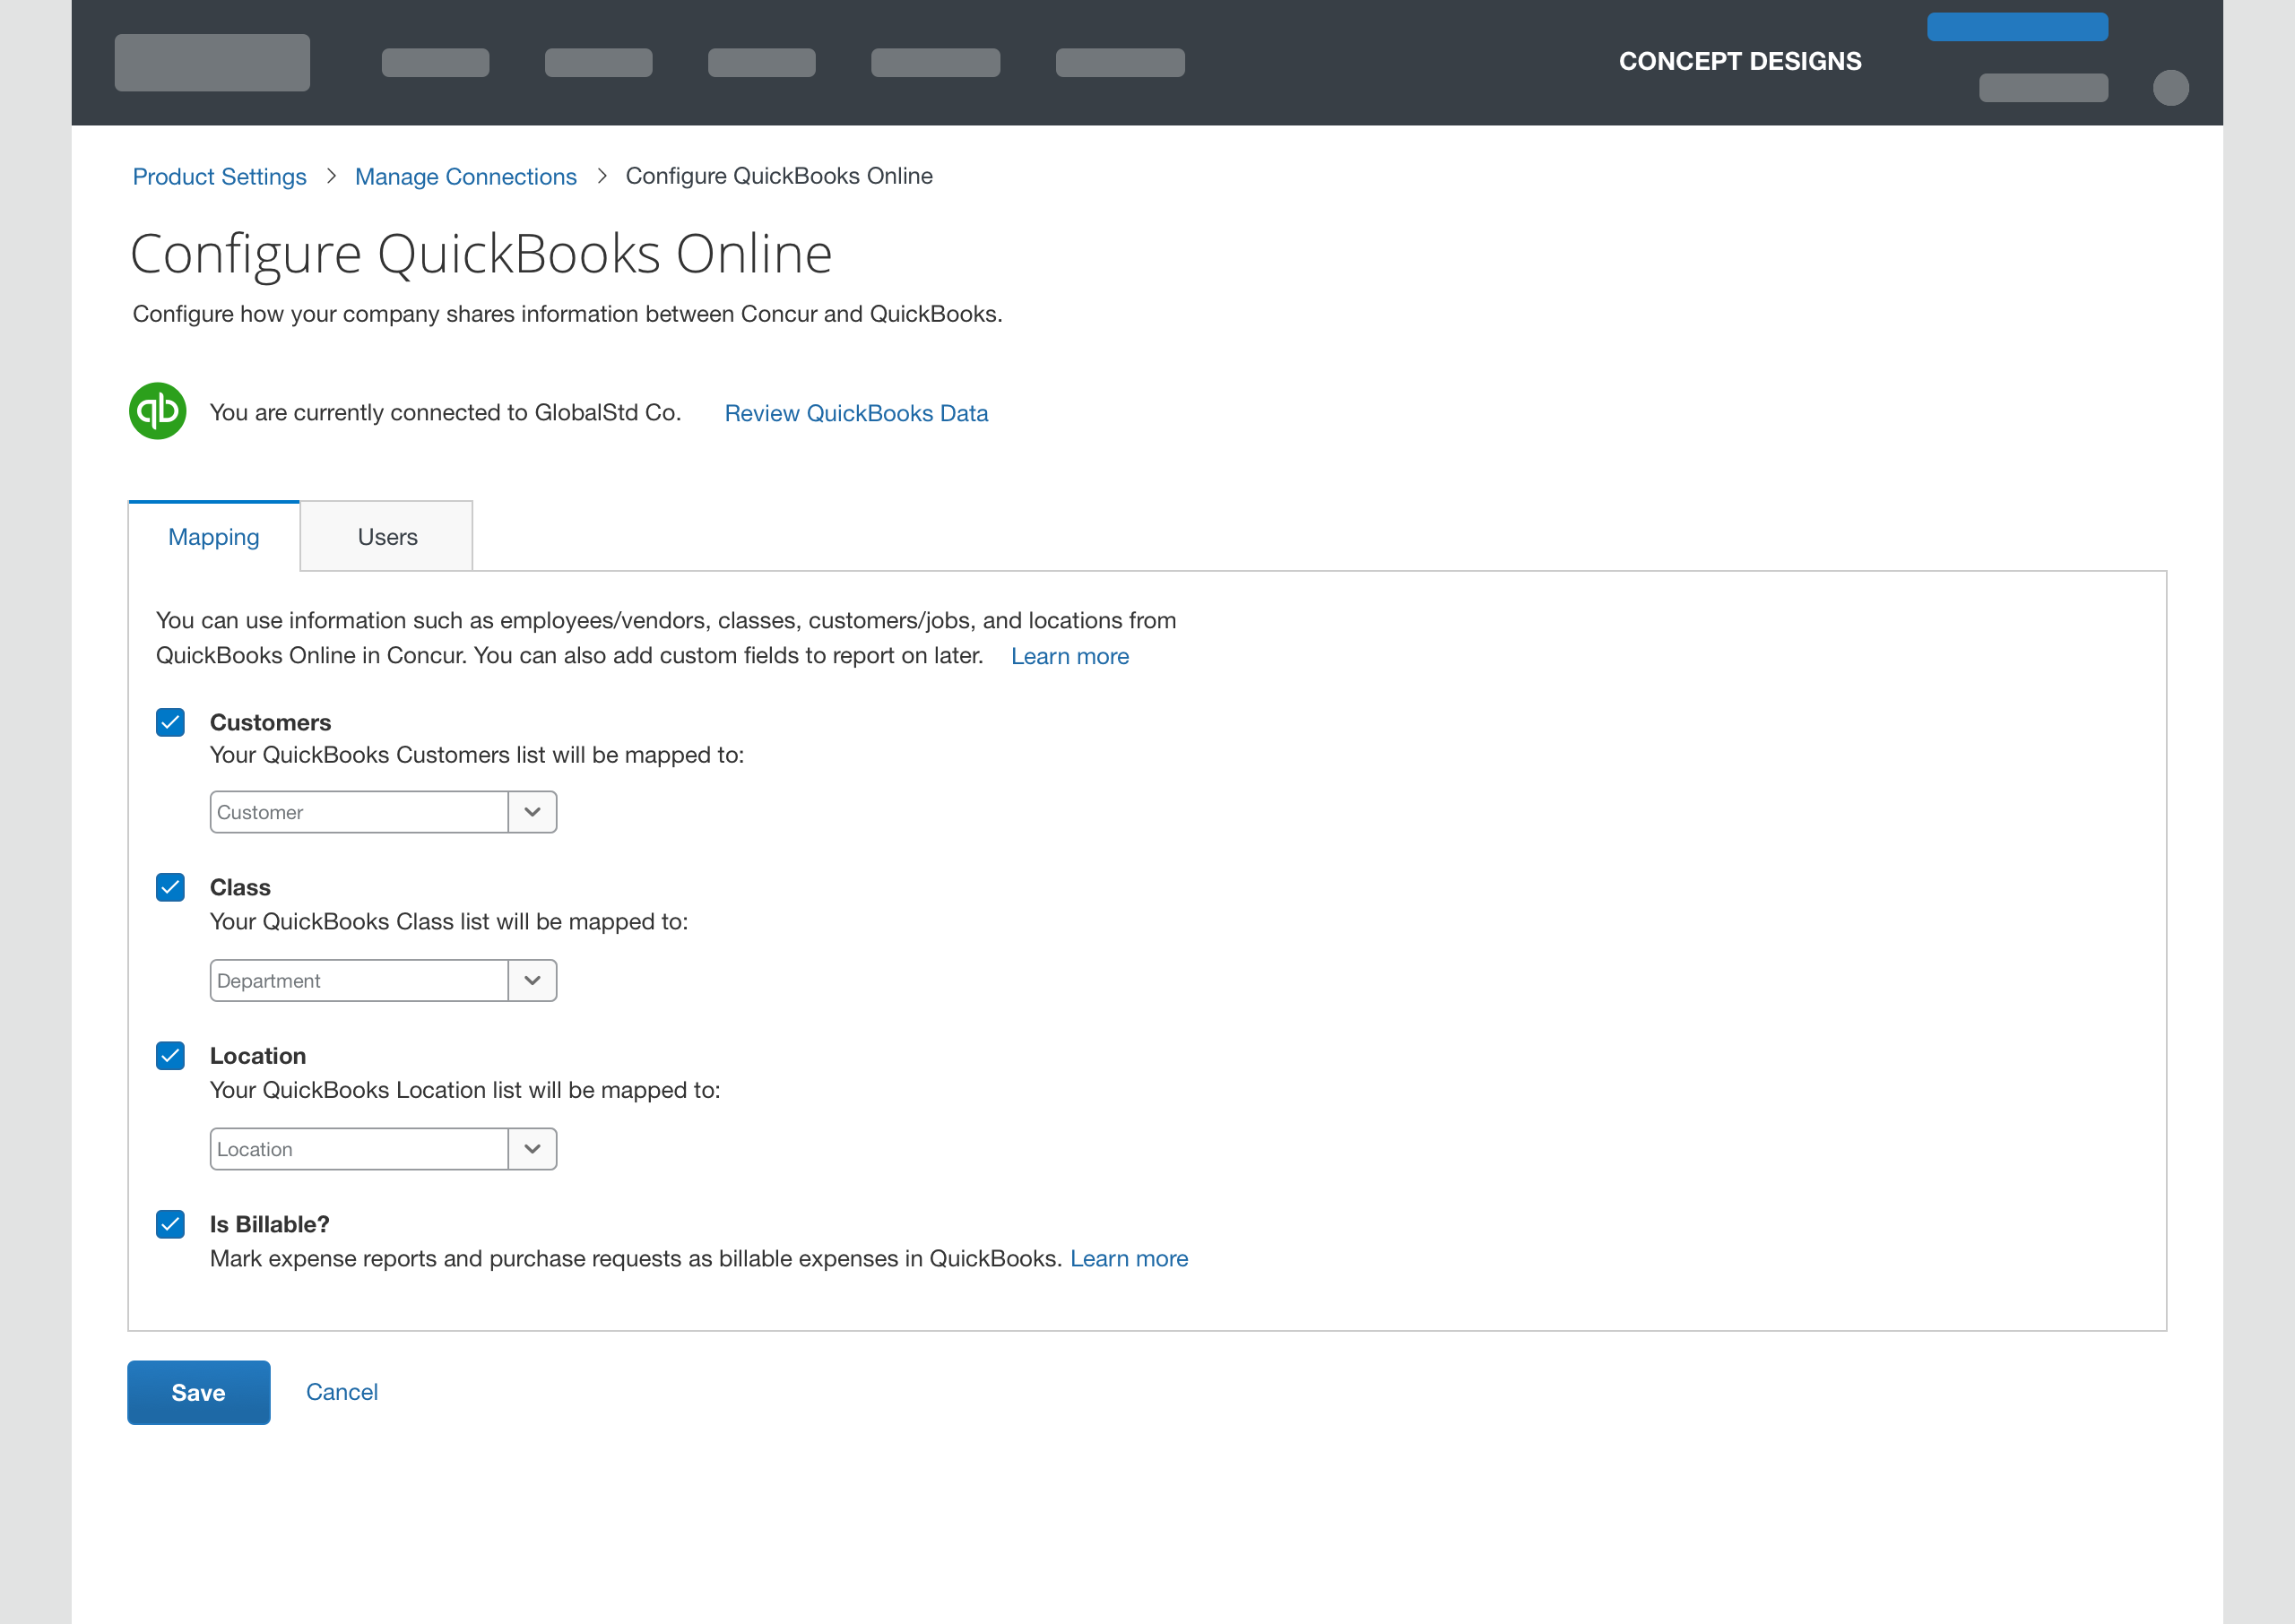 CONCEPT DESIGNS
Product Settings > Manage Connections > Configure QuickBooks Online
Configure QuickBooks Online
Configure how your company shares information between Concur and QuickBooks.
qb You are currently connected to GlobalStd Co. Review QuickBooks Data
Mapping Users
You can use information such as employees/vendors, classes, customers/jobs, and locations from
QuickBooks Online in Concur. You can also add custom fields to report on later. Learn more
Customers
Your QuickBooks Customers list will be mapped to:
Customer
Class
Your QuickBooks Class list will be mapped to:
Department
Location
Your QuickBooks Location list will be mapped to:
Location
Is Billable?
Mark expense reports and purchase requests as billable expenses in QuickBooks. Learn more
Save Cancel